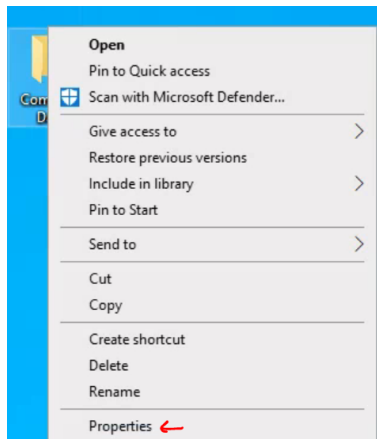 Open
Pin to Quick access
Scan with Microsoft Defender...
Give access to
Restore previous versions
Include in library
Pin to Start
Send to
Cut
Copy
Create shortcut
Delete
Rename
Properties